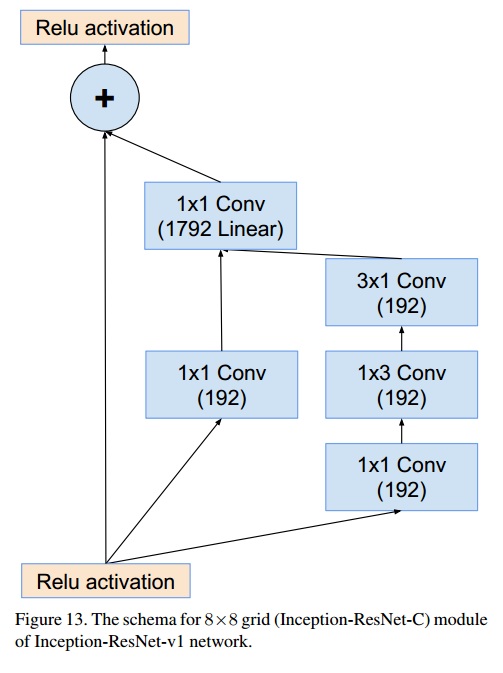 Relu activation
+
1x1 Conv
(1792 Linear)
3x1 Conv
(192)
1x1 Conv
(192)
1x3 Conv
(192)
1x1 Conv
(192)
Relu activation
Figure 13. The schema for 8×8 grid (Inception-ResNet-C) module
of Inception-ResNet-v1 network.